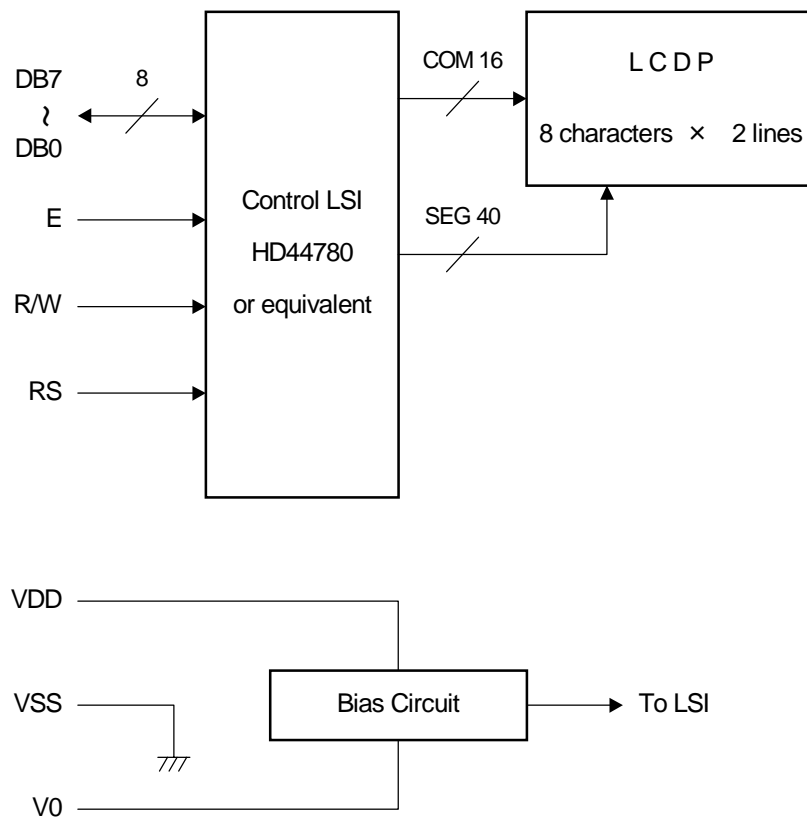 DB7
~
DB0
8
E
R/W
RS
Control LSI
HD44780
or equivalent
COM 16
SEG 40
L C D P
8 characters × 2 lines
VDD
VSS
V0
Bias Circuit
To LSI